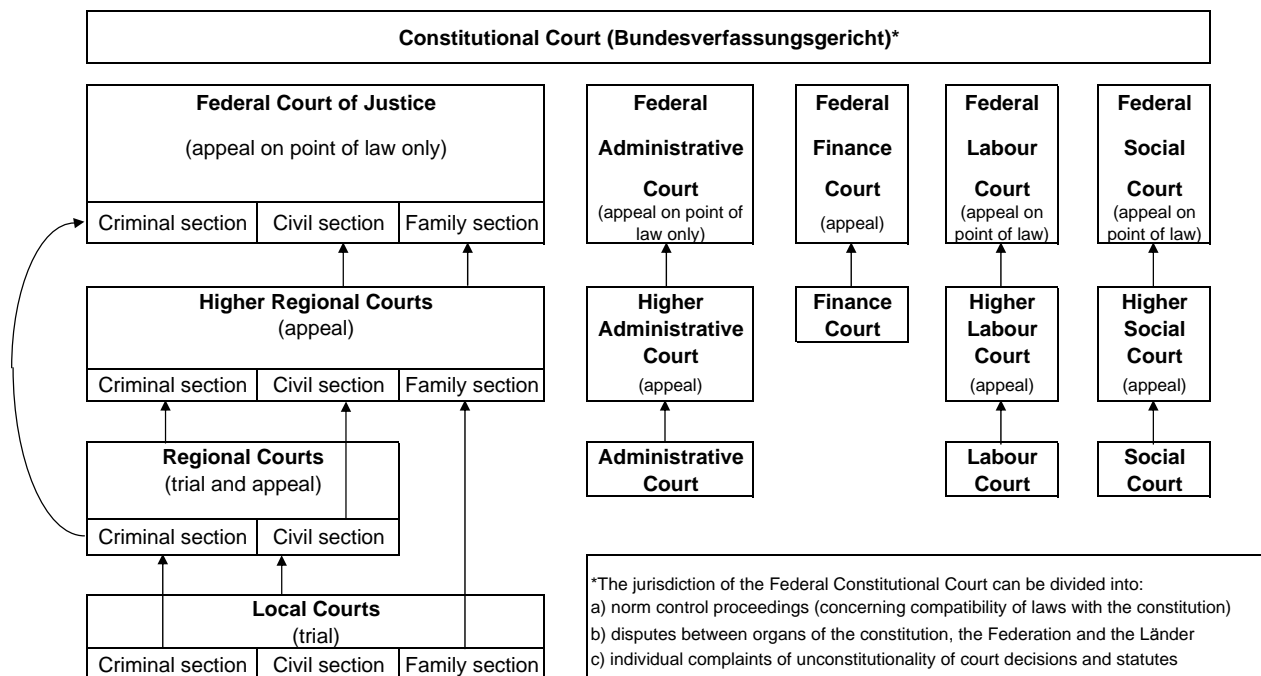 Constitutional Court (Bundesverfassungsgericht)*
Federal Court of Justice
(appeal on point of law only)
Criminal section
Civil section
Family section
Federal
Administrative
Court
(appeal on point of
law only)
Federal
Finance
Court
(appeal)
Federal
Labour
Court
(appeal on
point of law)
Federal
Social
Court
(appeal on
point of law)
Higher Regional Courts
(appeal)
Criminal section
Civil section
Family section
Higher
Administrative
Court
(appeal)
Finance
Court
Higher
Labour
Court
(appeal)
Higher
Social
Court
(appeal)
Regional Courts
(trial and appeal)
Criminal section
Civil section
Administrative
Court
Labour
Court
Social
Court
Local Courts
(trial)
Criminal section
Civil section
Family section
*The jurisdiction of the Federal Constitutional Court can be divided into:
a) norm control proceedings (concerning compatibility of laws with the constitution)
b) disputes between organs of the constitution, the Federation and the Länder
c) individual complaints of unconstitutionality of court decisions and statutes